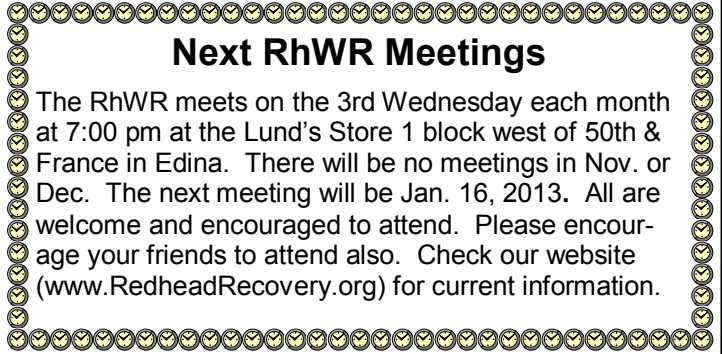 Next RhWR Meetings
The RhWR meets on the 3rd Wednesday each month
at 7:00 pm at the Lund's Store 1 block west of 50th &
France in Edina.  There will be no meetings in Nov. or
Dec.  The next meeting will be Jan. 16, 2013.  All are
welcome and encouraged to attend.  Please encour-
age your friends to attend also.  Check our website
(www.RedheadRecovery.org) for current information.